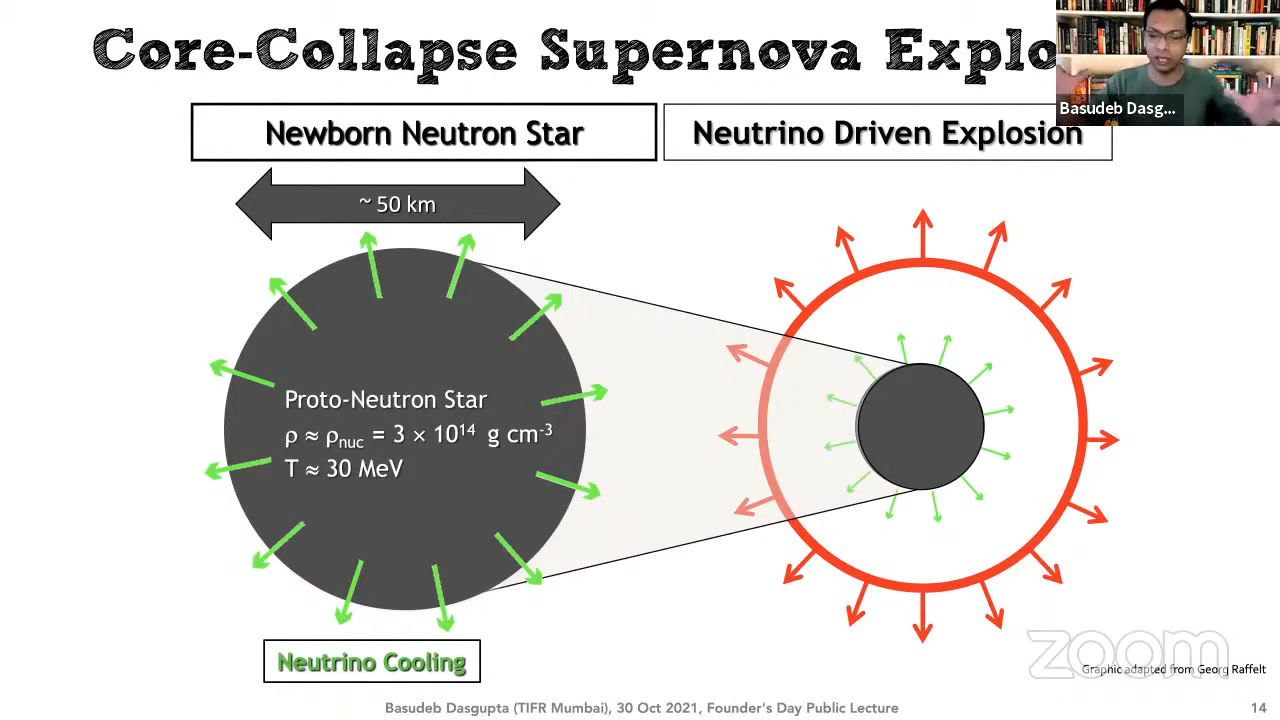 Core-Collapse Supernova Explo
Basudeb Dasg...
Newborn Neutron Star
Neutrino Driven Explosion
~ 50 km
Proto-Neutron Star
ρ ≈ ρnuc = 3 × 10¹⁴ g cm⁻³
T ≈ 30 MeV
Neutrino Cooling
zoom
Graphic adapted from Georg Raffelt
Basudeb Dasgupta (TIFR Mumbai), 30 Oct 2021, Founder's Day Public Lecture
14